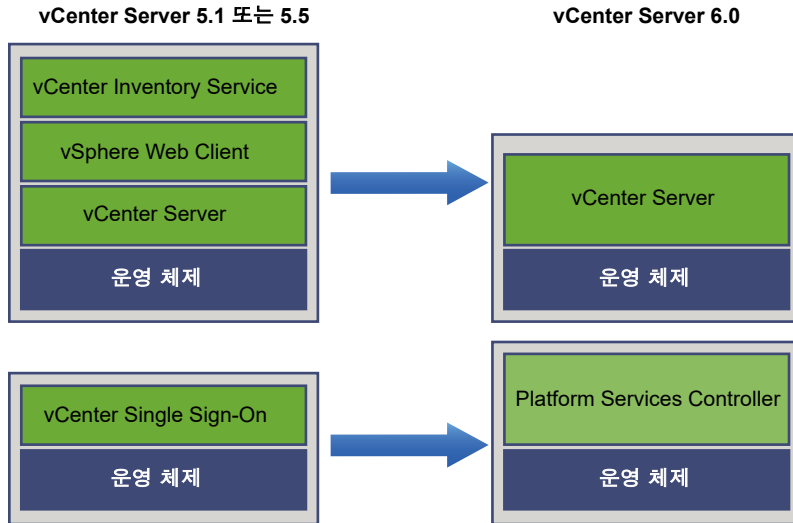 vCenter Server 5.1 또는 5.5
vCenter Server 6.0
vCenter Inventory Service
vSphere Web Client
vCenter Server
운영 체제
vCenter Server
운영 체제
vCenter Single Sign-On
운영 체제
Platform Services Controller
운영 체제